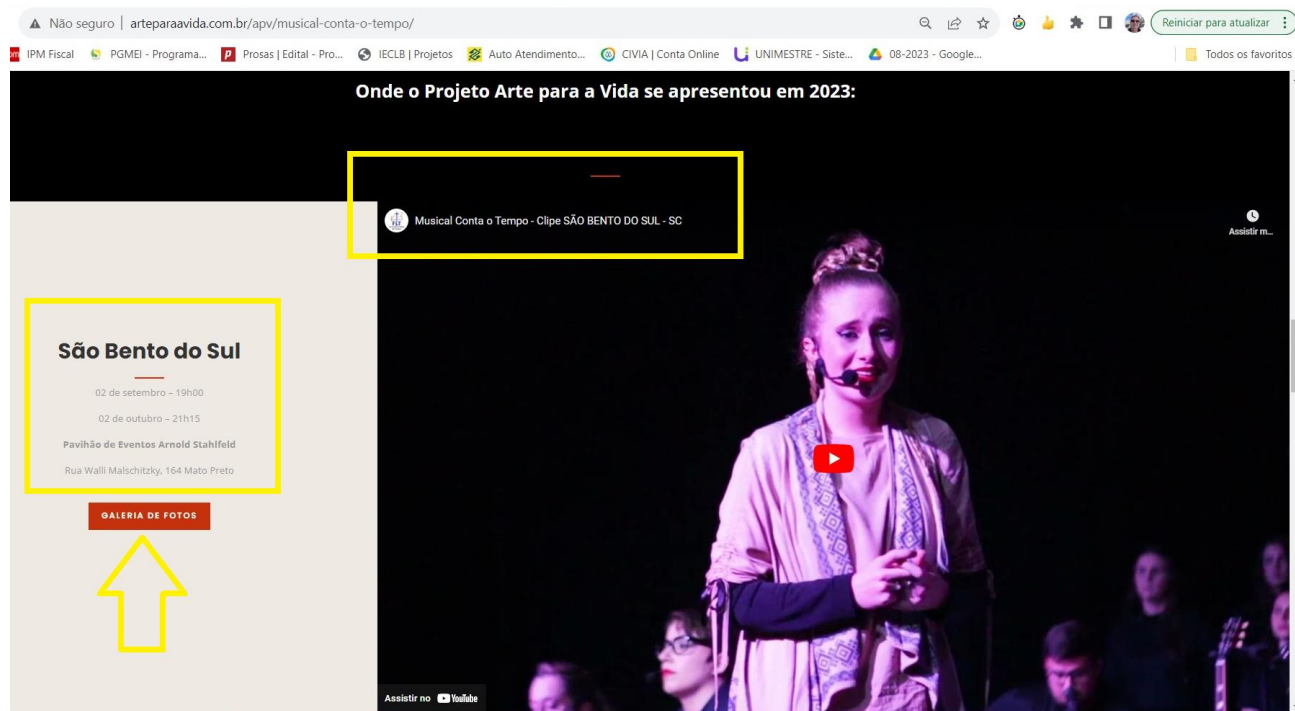 Não seguro | arteparaavida.com.br/apv/musical-conta-o-tempo/
Reiniciar para atualizar
IPM Fiscal
PGMEI - Programa...
Prosas | Edital - Pro...
IECLB | Projetos
Auto Atendimento...
CIVIA | Conta Online
UNIMESTRE - Siste...
08-2023 - Google...
Todos os favoritos
Onde o Projeto Arte para a Vida se apresentou em 2023:
Musical Conta o Tempo - Clipe SÃO BENTO DO SUL - SC
Assistir m...
São Bento do Sul
02 de setembro – 19h00
02 de outubro – 21h15
Pavihão de Eventos Arnold Stahlfeld
Rua Walli Malschitzky, 164 Mato Preto
GALERIA DE FOTOS
Assistir no YouTube